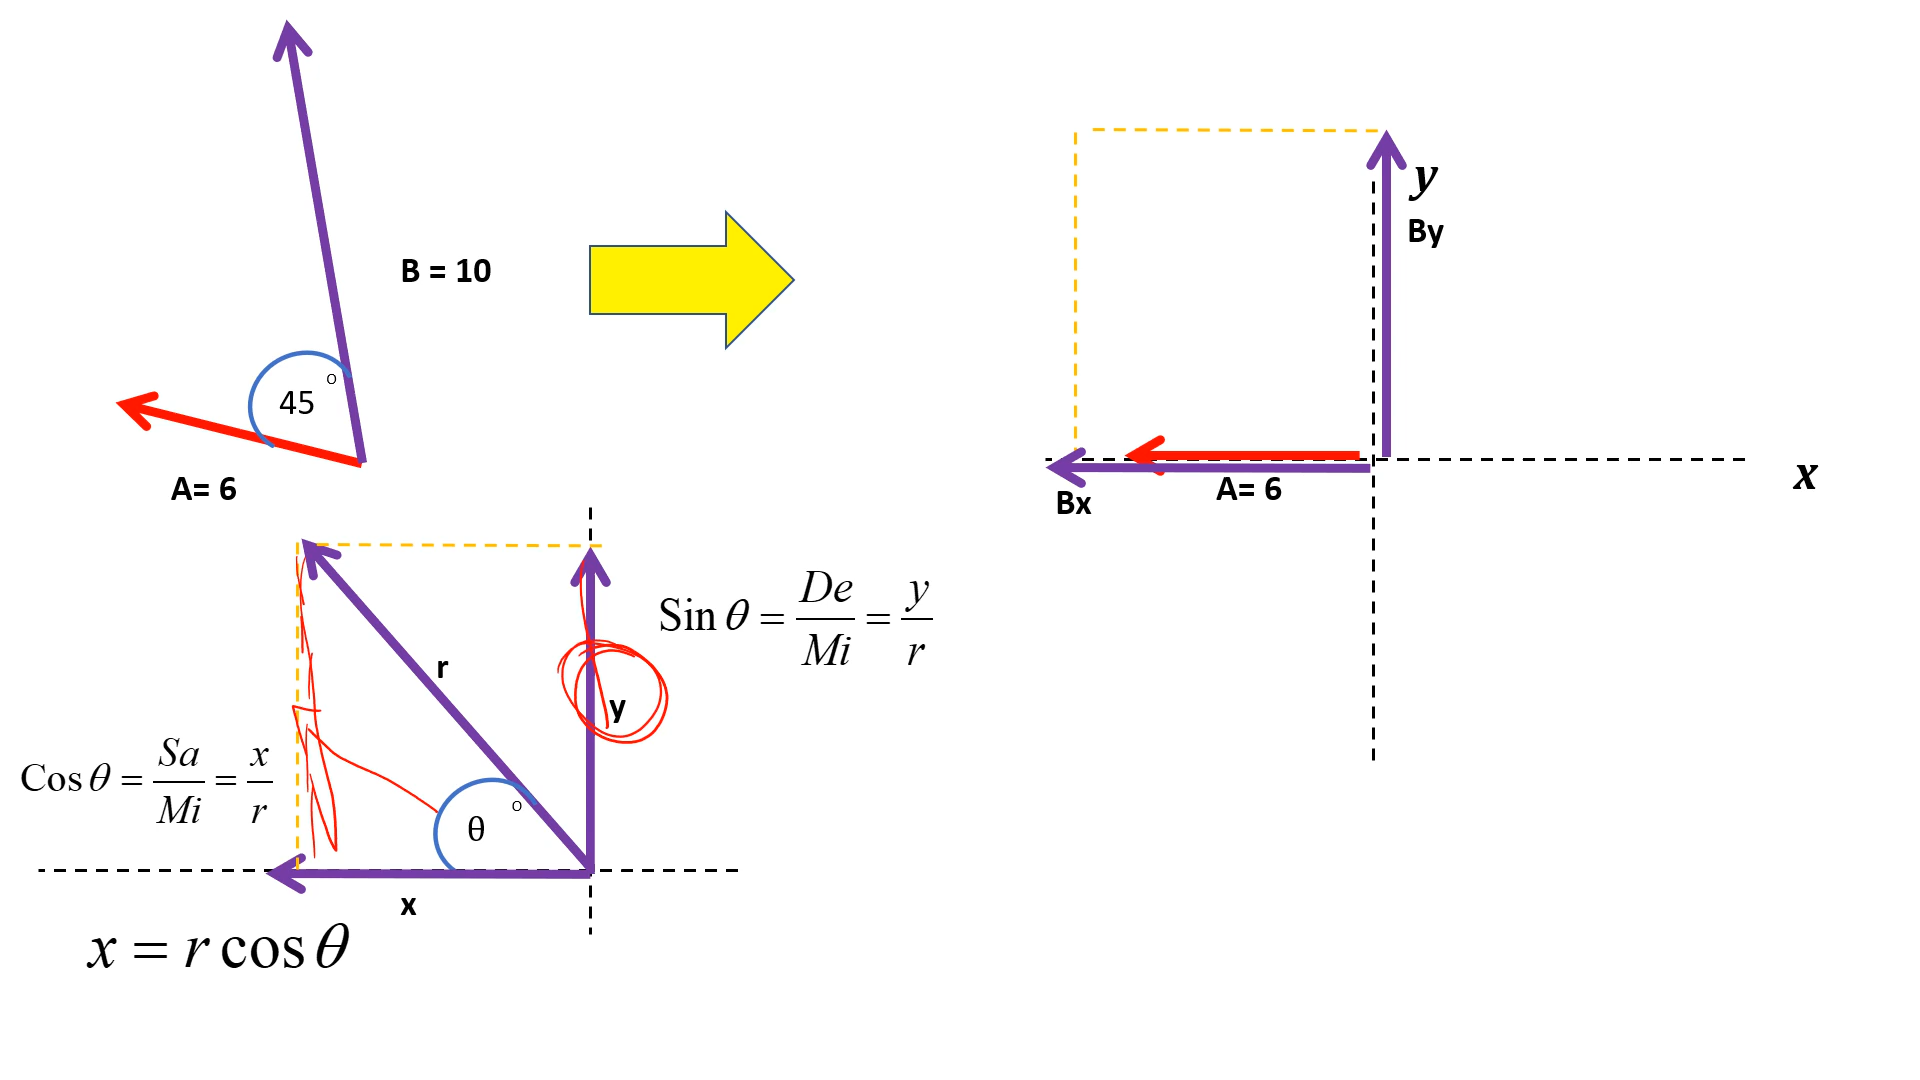 B = 10
45 o
A= 6
y
By
x
Bx
A= 6
Sin θ = De/Mi = y/r
r
y
Cos θ = Sa/Mi = x/r
θ o
x
x = r cos θ